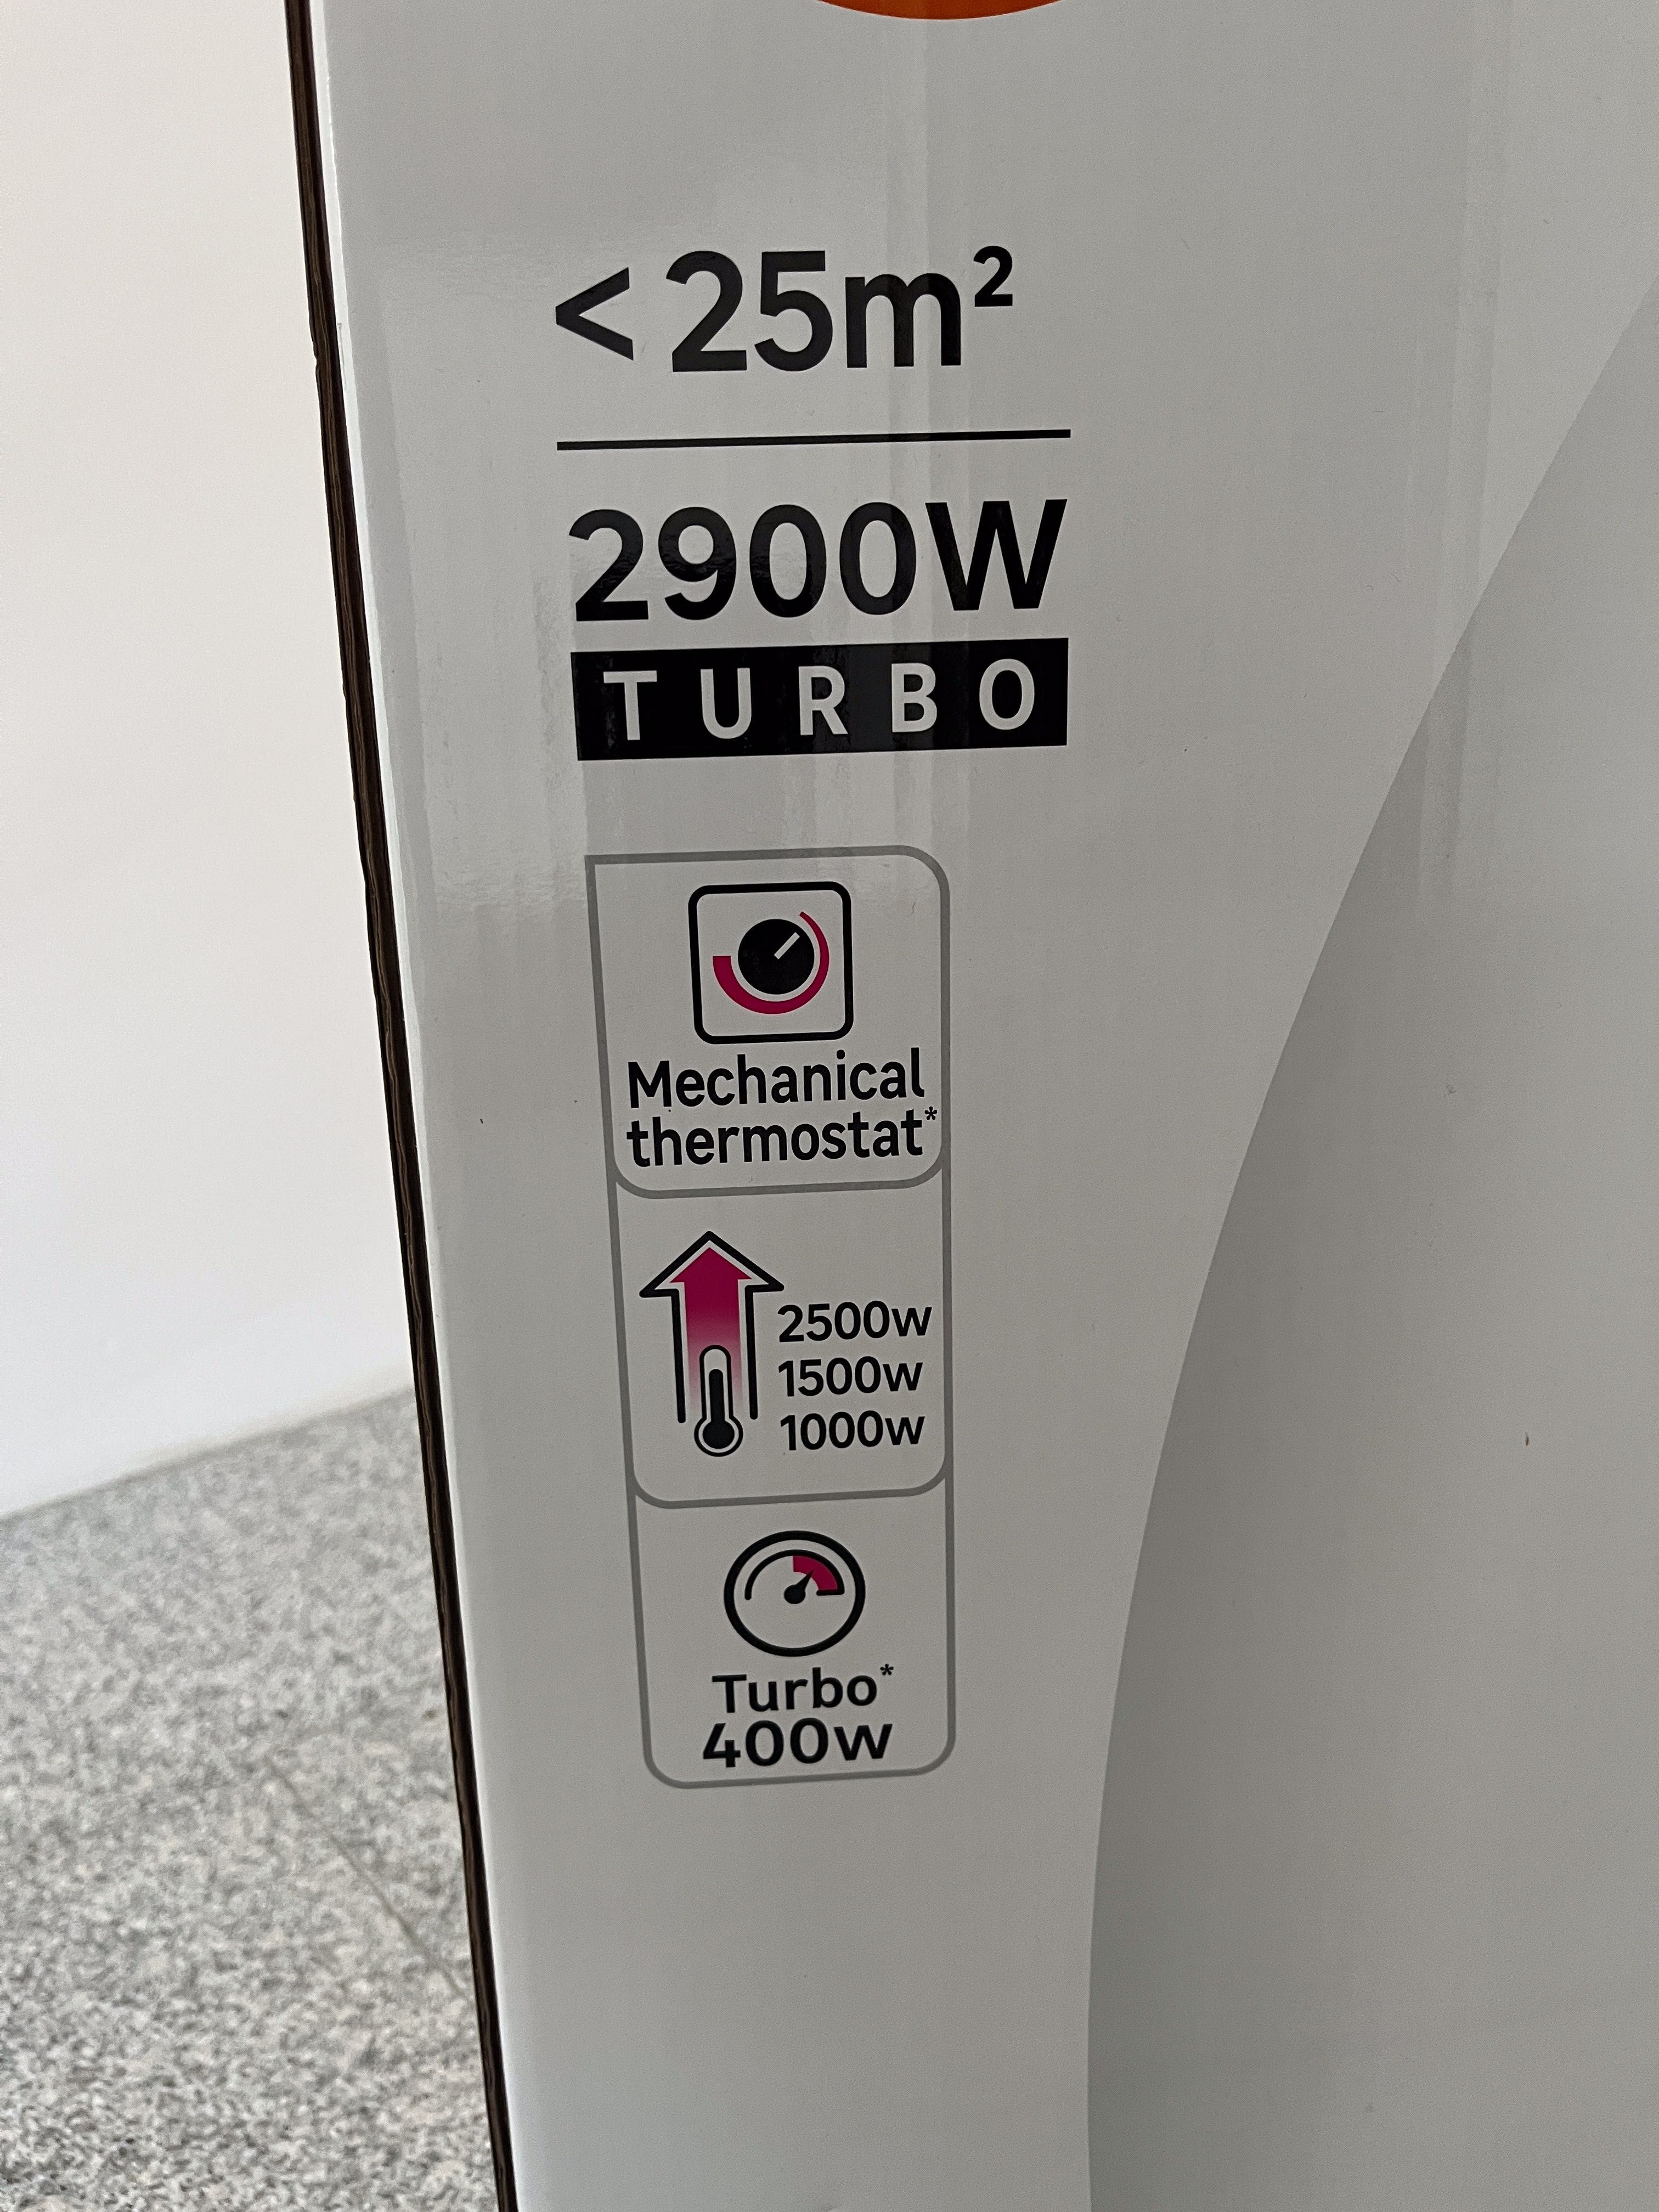 < 25m²
2900W
TURBO
Mechanical
thermostat*
2500w
1500w
1000w
Turbo*
400w